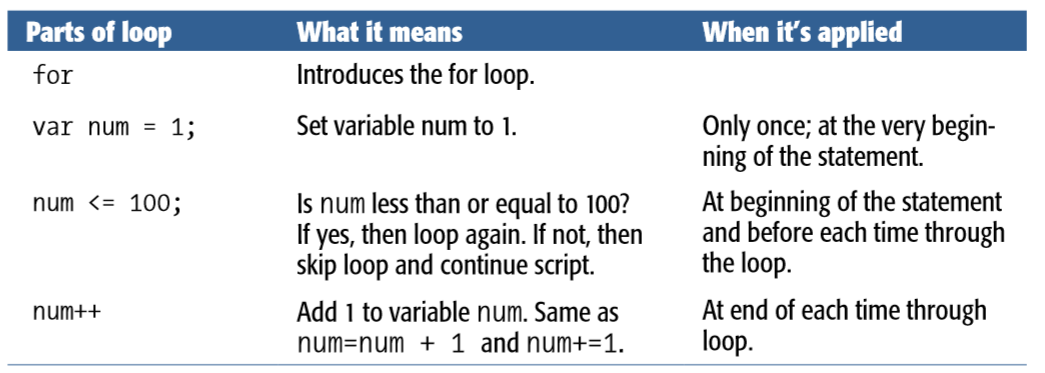 Parts of loop What it means When it's applied
for Introduces the for loop.
var num = 1; Set variable num to 1. Only once; at the very begin-
ning of the statement.
num <= 100; Is num less than or equal to 100? At beginning of the statement
If yes, then loop again. If not, then and before each time through
skip loop and continue script. the loop.
num++ Add 1 to variable num. Same as At end of each time through
num=num + 1 and num+=1. loop.